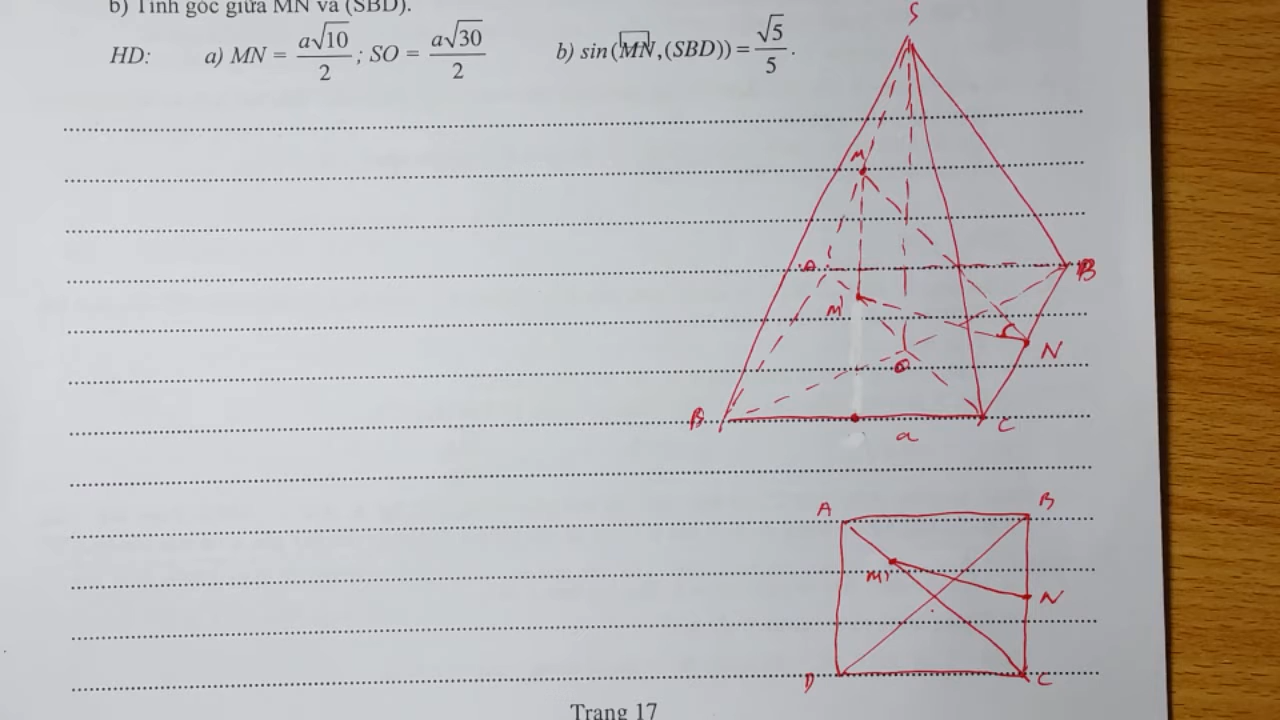 b) Tính góc giữa MN và (SBD).
HD: a) MN = a√10/2 ; SO = a√30/2 b) sin(MN,(SBD)) = √5/5 .
S
M
A
B
M'
N
O
B
C
a
A
B
M'
N
D
C
Trang 17